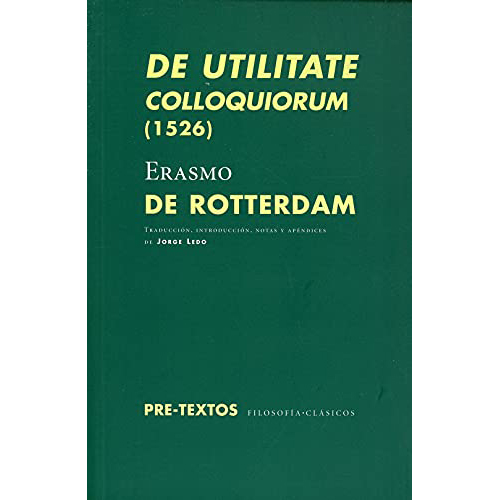 DE UTILITATE
COLLOQUIORUM
(1526)
ERASMO
DE ROTTERDAM
TRADUCCIÓN, INTRODUCCIÓN, NOTAS Y APÉNDICES
DE JORGE LEDO
PRE-TEXTOS FILOSOFÍA·CLÁSICOS